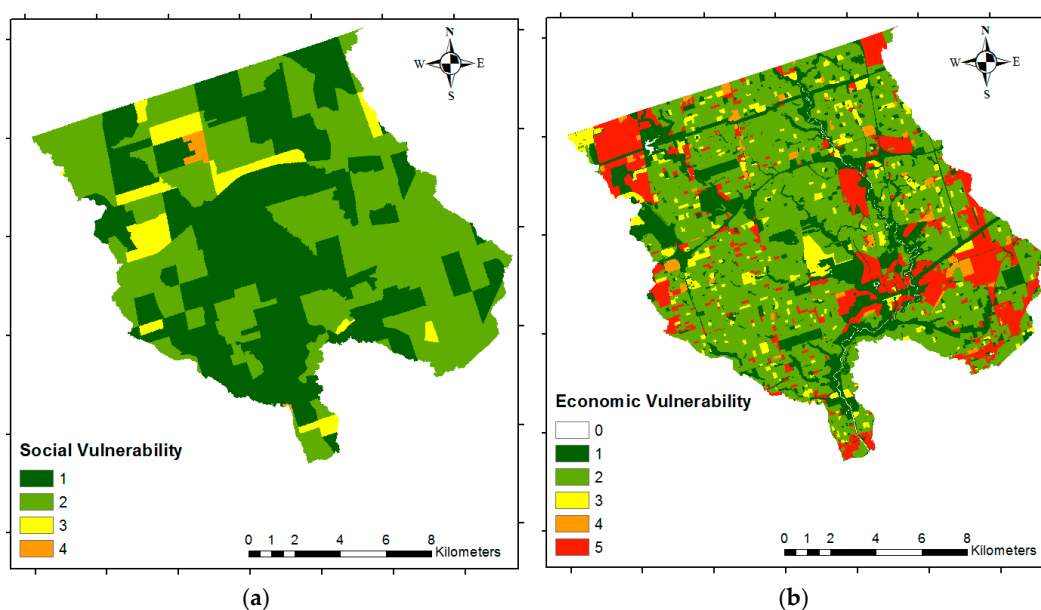 N
W E
S
Social Vulnerability
1
2
3
4
0 1 2 4 6 8
Kilometers
(a)
N
W E
S
Economic Vulnerability
0
1
2
3
4
5
0 1 2 4 6 8
Kilometers
(b)